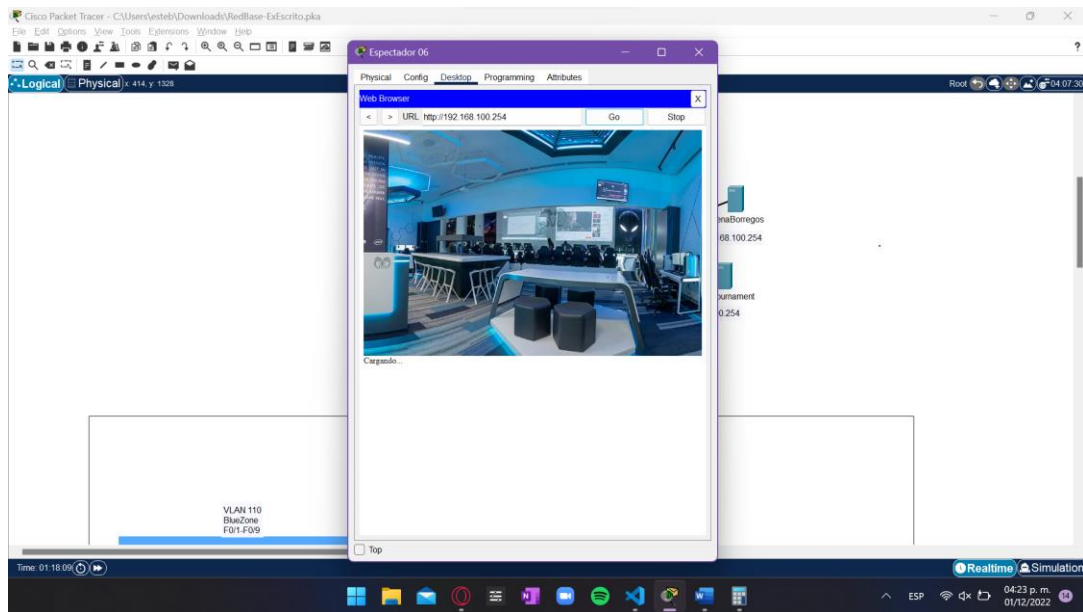 Cisco Packet Tracer - C:\Users\esteb\Downloads\RedBase-ExEscrito.pka
File Edit Options View Tools Extensions Window Help
?
Logical Physical x: 414, y: 1328
Root 04:07:30
Espectador 06
Physical Config Desktop Programming Attributes
Web Browser X
< > URL http://192.168.100.254 Go Stop
Cargando...
enaBorregos
68.100.254
ournament
0.254
VLAN 110
BlueZone
F0/1-F0/9
Top
Time: 01:18:09
Realtime Simulation
ESP
04:23 p. m.
01/12/2022
14